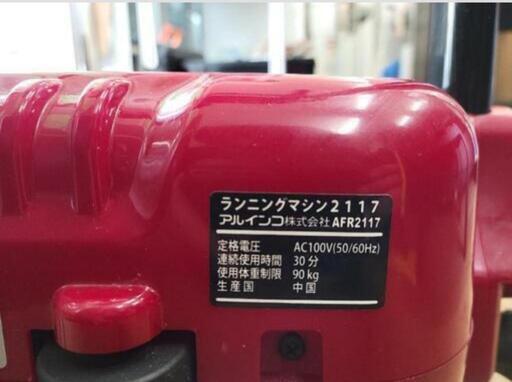 ランニングマシン2117
アルインコ株式会社 AFR2117
定格電圧 AC100V(50/60Hz)
連続使用時間 30分
使用体重制限 90kg
生産国 中国